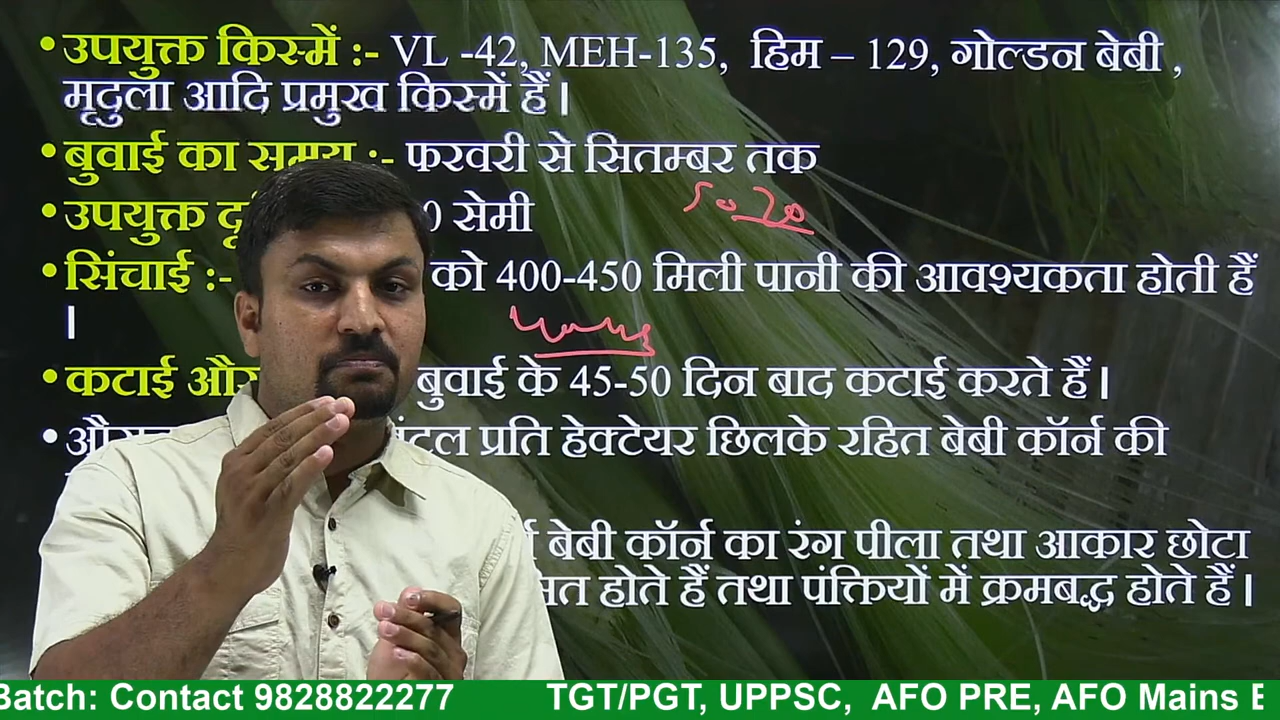 • उपयुक्त किस्में :- VL -42, MEH-135, हिम – 129, गोल्डन बेबी ,
मृदुला आदि प्रमुख किस्में हैं |
• बुवाई का समय :- फरवरी से सितम्बर तक
• उपयुक्त 0 सेमी
• सिंचाई :- को 400-450 मिली पानी की आवश्यकता होती हैं
|
• कटाई और बुवाई के 45-50 दिन बाद कटाई करते हैं |
• प्रति हेक्टेयर छिलके रहित बेबी कॉर्न की
बेबी कॉर्न का रंग पीला तथा आकार छोटा
होते हैं तथा पंक्तियों में क्रमबद्ध होते हैं |
Batch: Contact 9828822277 TGT/PGT, UPPSC, AFO PRE, AFO Mains